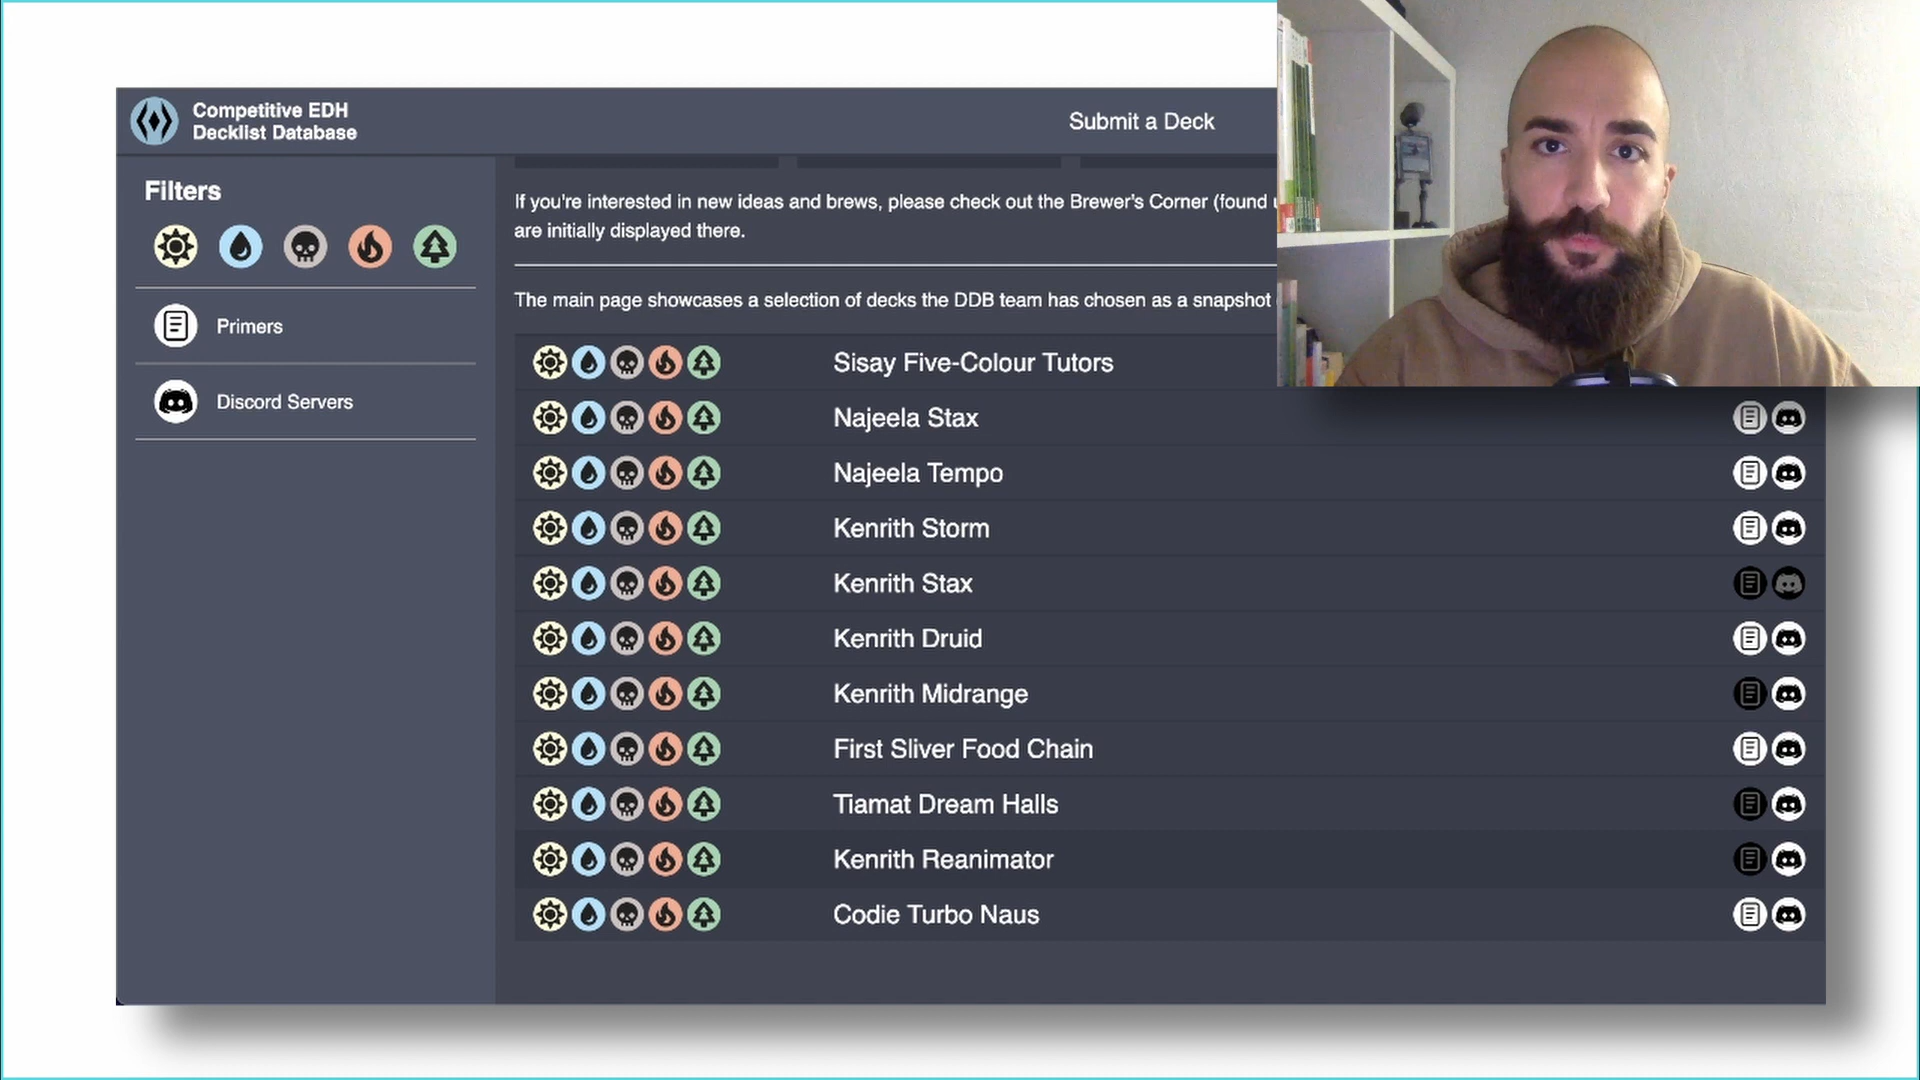 Competitive EDH
Decklist Database
Submit a Deck
Filters
Primers
Discord Servers
If you're interested in new ideas and brews, please check out the Brewer's Corner (found
are initially displayed there.
The main page showcases a selection of decks the DDB team has chosen as a snapshot
Sisay Five-Colour Tutors
Najeela Stax
Najeela Tempo
Kenrith Storm
Kenrith Stax
Kenrith Druid
Kenrith Midrange
First Sliver Food Chain
Tiamat Dream Halls
Kenrith Reanimator
Codie Turbo Naus